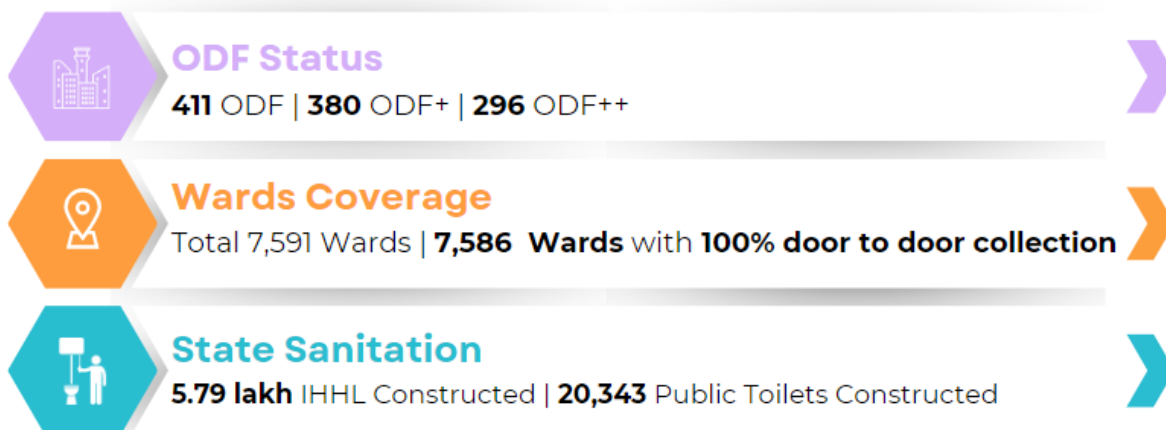 ODF Status
411 ODF | 380 ODF+ | 296 ODF++
Wards Coverage
Total 7,591 Wards | 7,586 Wards with 100% door to door collection
State Sanitation
5.79 lakh IHHL Constructed | 20,343 Public Toilets Constructed